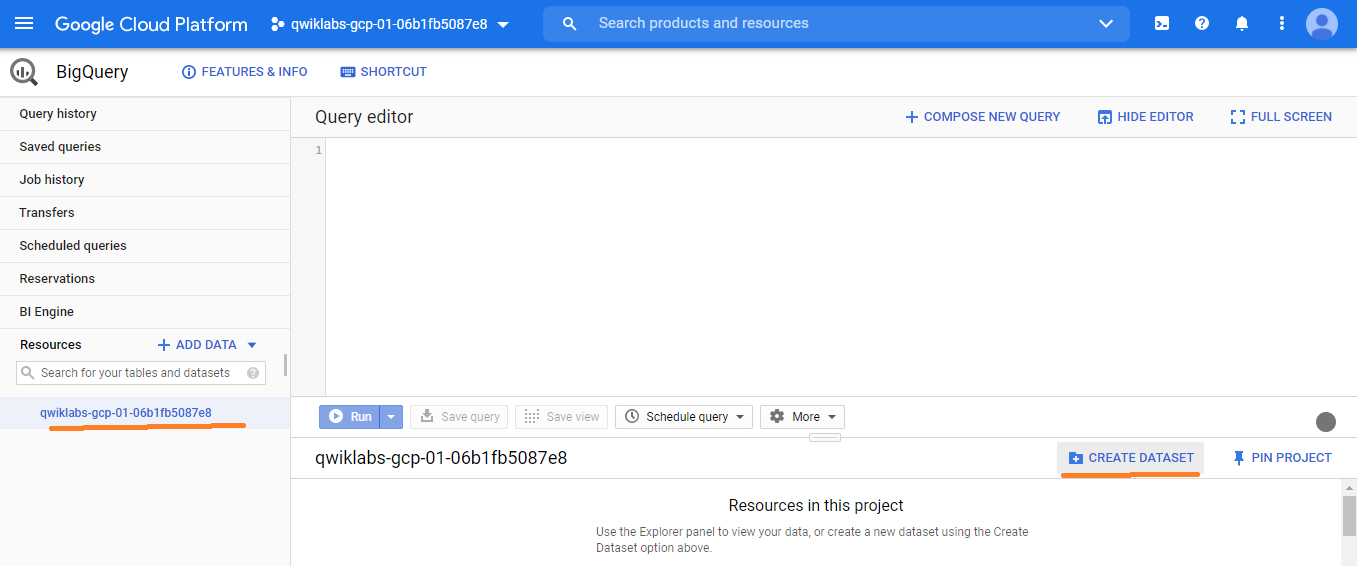 Google Cloud Platform
qwiklabs-gcp-01-06b1fb5087e8
Search products and resources
BigQuery
FEATURES & INFO
SHORTCUT
Query history
Saved queries
Job history
Transfers
Scheduled queries
Reservations
BI Engine
Resources
ADD DATA
Search for your tables and datasets
qwiklabs-gcp-01-06b1fb5087e8
Query editor
COMPOSE NEW QUERY
HIDE EDITOR
FULL SCREEN
1
Run
Save query
Save view
Schedule query
More
qwiklabs-gcp-01-06b1fb5087e8
CREATE DATASET
PIN PROJECT
Resources in this project
Use the Explorer panel to view your data, or create a new dataset using the Create
Dataset option above.